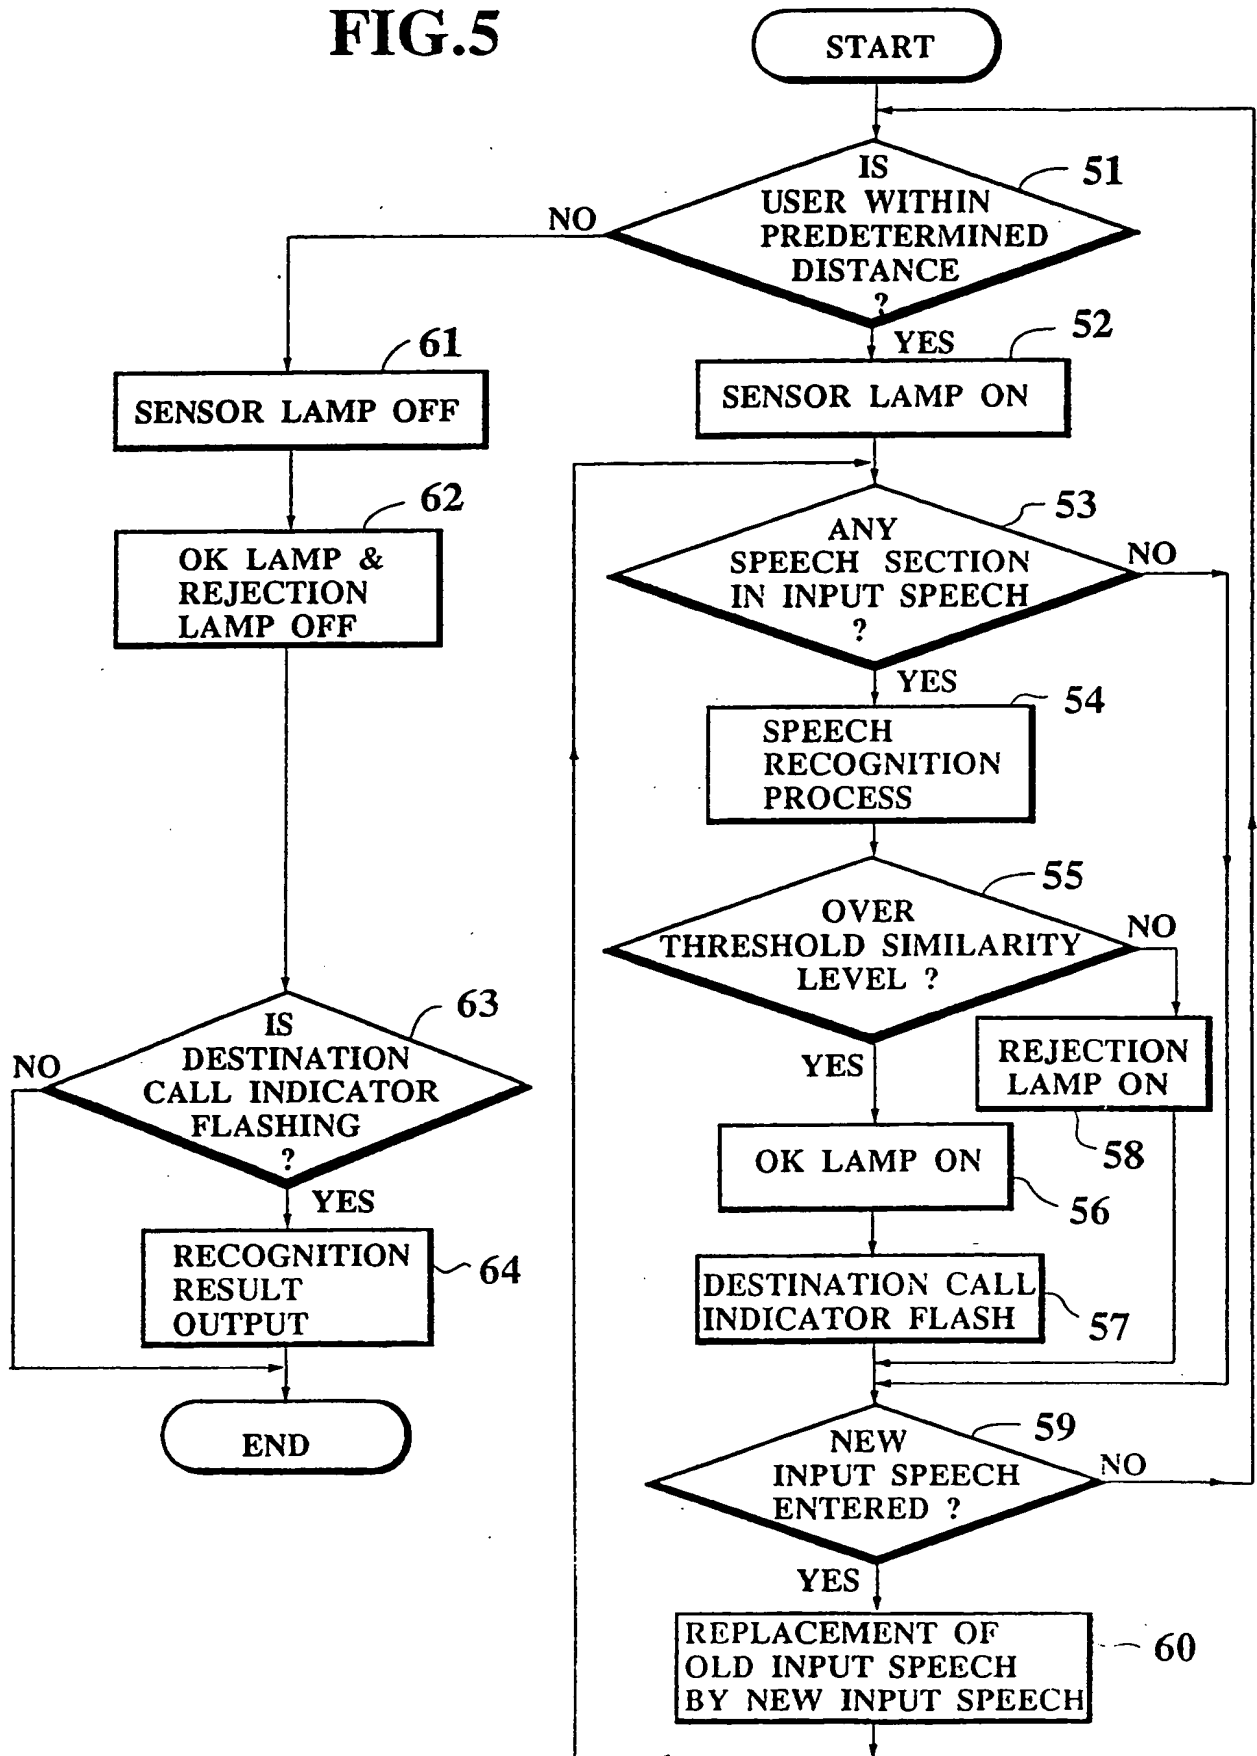 FIG.5
START
IS
USER WITHIN
PREDETERMINED
DISTANCE
?
51
NO
YES
52
SENSOR LAMP ON
61
SENSOR LAMP OFF
62
OK LAMP &
REJECTION
LAMP OFF
53
ANY
SPEECH SECTION
IN INPUT SPEECH
?
NO
YES
54
SPEECH
RECOGNITION
PROCESS
55
OVER
THRESHOLD SIMILARITY
LEVEL ?
NO
YES
REJECTION
LAMP ON
58
OK LAMP ON
56
DESTINATION CALL
INDICATOR FLASH
57
63
IS
DESTINATION
CALL INDICATOR
FLASHING
?
NO
YES
RECOGNITION
RESULT
OUTPUT
64
END
59
NEW
INPUT SPEECH
ENTERED ?
NO
YES
REPLACEMENT OF
OLD INPUT SPEECH
BY NEW INPUT SPEECH
60